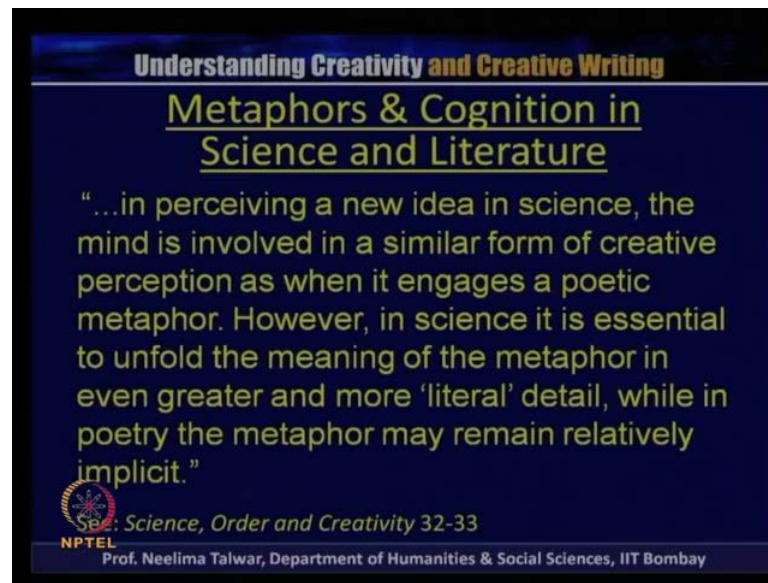 Understanding Creativity and Creative Writing
Metaphors & Cognition in
Science and Literature
“...in perceiving a new idea in science, the
mind is involved in a similar form of creative
perception as when it engages a poetic
metaphor. However, in science it is essential
to unfold the meaning of the metaphor in
even greater and more ‘literal’ detail, while in
poetry the metaphor may remain relatively
implicit.”
See: Science, Order and Creativity 32-33
NPTEL
Prof. Neelima Talwar, Department of Humanities & Social Sciences, IIT Bombay